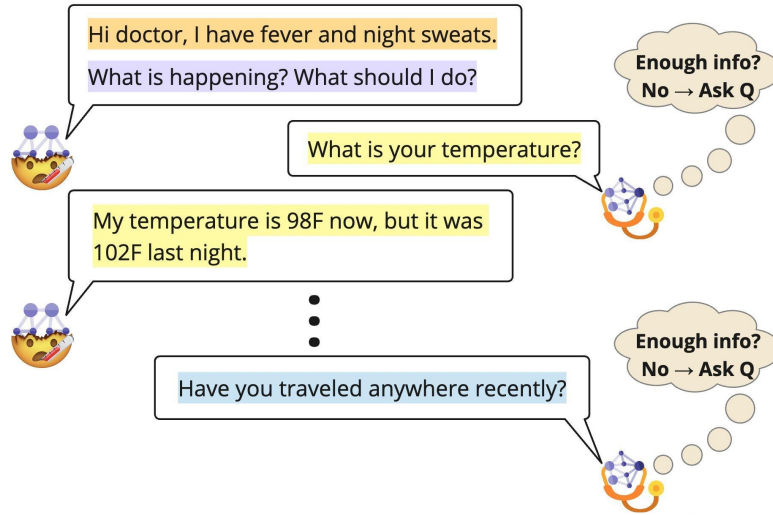 Hi doctor, I have fever and night sweats.
What is happening? What should I do?
Enough info?
No → Ask Q
What is your temperature?
My temperature is 98F now, but it was
102F last night.
Enough info?
No → Ask Q
Have you traveled anywhere recently?